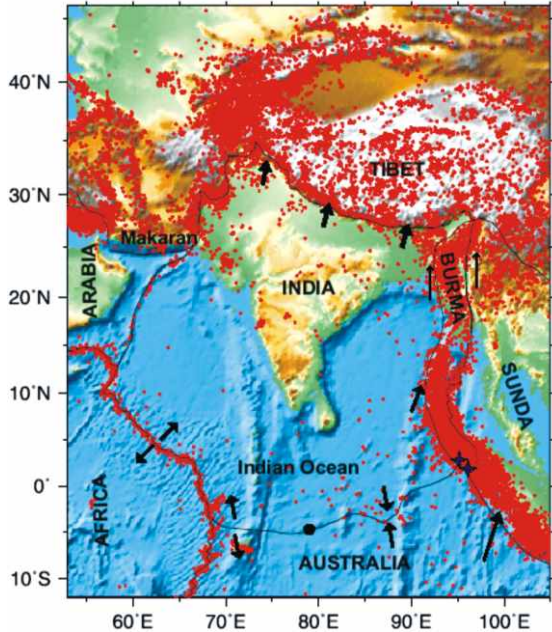 40°N
30°N
20°N
10°N
0°
10°S
60°E
70°E
80°E
90°E
100°E
TIBET
Makaran
ARABIA
INDIA
BURMA
SUNDA
Indian Ocean
AFRICA
AUSTRALIA